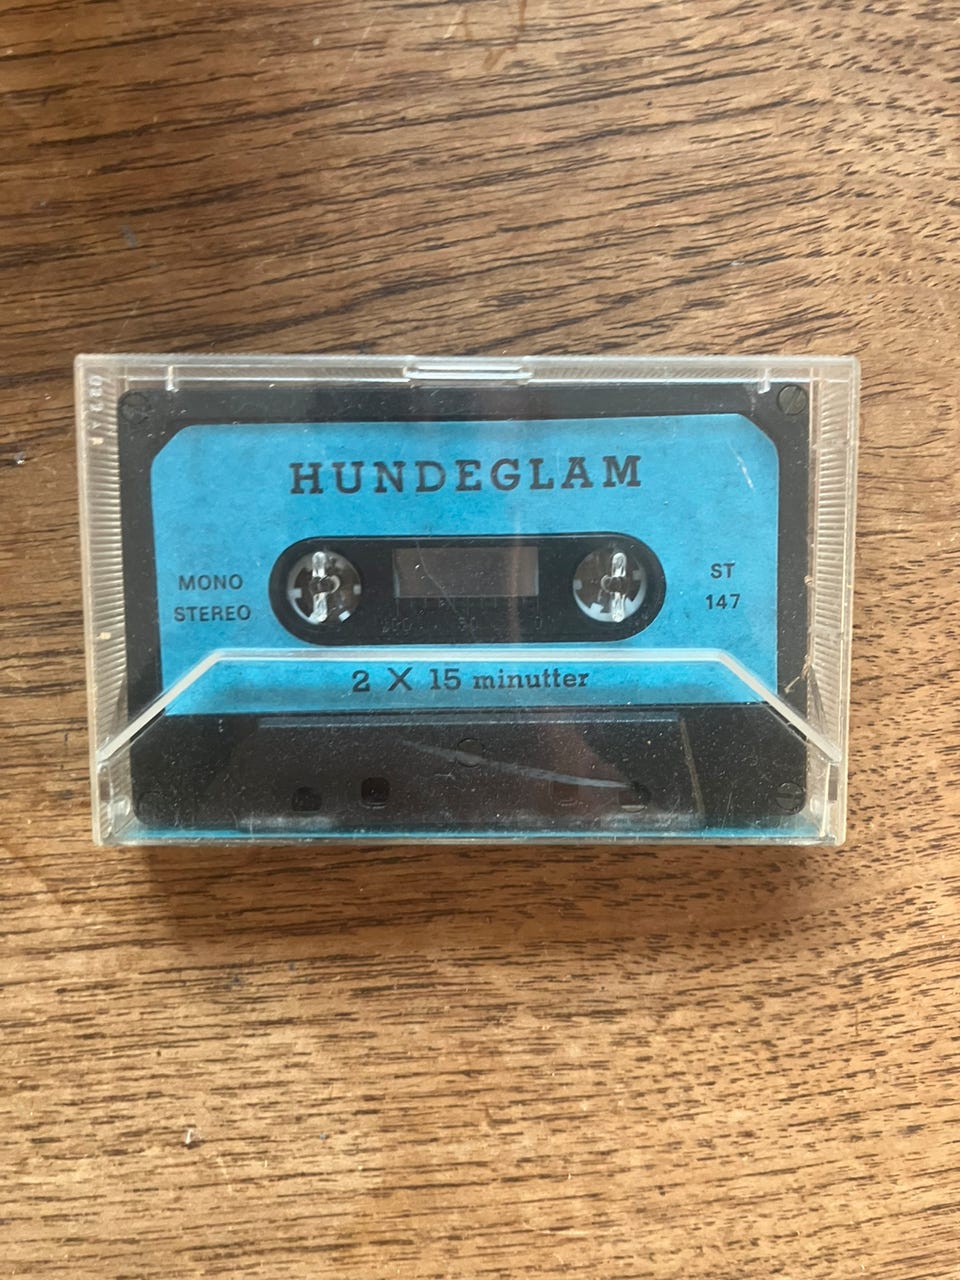 HUNDEGLAM
MONO
STEREO
ST
147
2 X 15 minutter